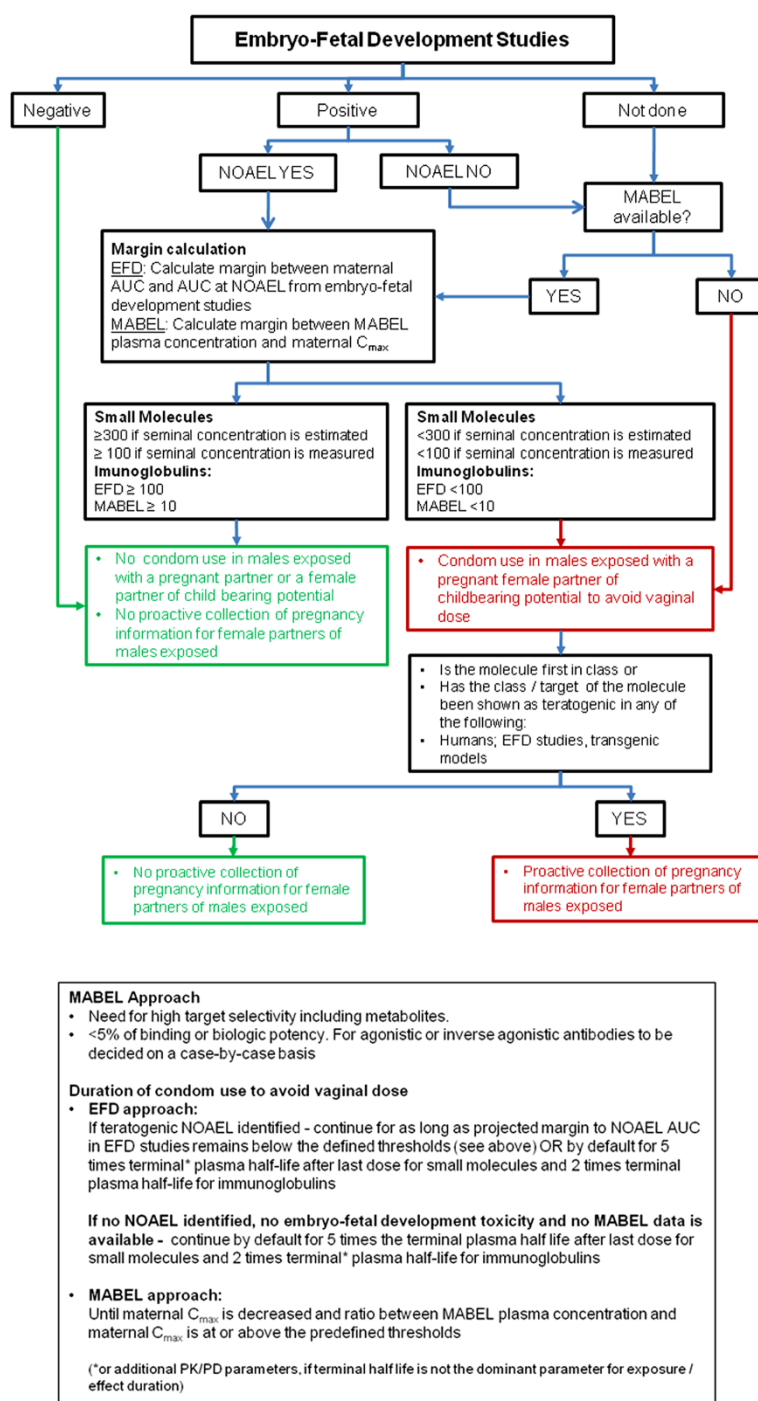 Embryo-Fetal Development Studies
Negative
Positive
Not done
NOAEL YES
NOAEL NO
MABEL
available?
YES
NO
Margin calculation
EFD: Calculate margin between maternal
AUC and AUC at NOAEL from embryo-fetal
development studies
MABEL: Calculate margin between MABEL
plasma concentration and maternal Cmax
Small Molecules
≥300 if seminal concentration is estimated
≥ 100 if seminal concentration is measured
Imunoglobulins:
EFD ≥ 100
MABEL ≥ 10
Small Molecules
<300 if seminal concentration is estimated
<100 if seminal concentration is measured
Imunoglobulins:
EFD <100
MABEL <10
• No condom use in males exposed
with a pregnant partner or a female
partner of child bearing potential
• No proactive collection of pregnancy
information for female partners of
males exposed
• Condom use in males exposed with a
pregnant female partner of
childbearing potential to avoid vaginal
dose
• Is the molecule first in class or
• Has the class / target of the molecule
been shown as teratogenic in any of
the following:
• Humans; EFD studies, transgenic
models
NO
YES
• No proactive collection of
pregnancy information for female
partners of males exposed
• Proactive collection of pregnancy
information for female partners of
males exposed
MABEL Approach
• Need for high target selectivity including metabolites.
• <5% of binding or biologic potency. For agonistic or inverse agonistic antibodies to be
decided on a case-by-case basis
Duration of condom use to avoid vaginal dose
• EFD approach:
If teratogenic NOAEL identified - continue for as long as projected margin to NOAEL AUC
in EFD studies remains below the defined thresholds (see above) OR by default for 5
times terminal* plasma half-life after last dose for small molecules and 2 times terminal
plasma half-life for immunoglobulins
If no NOAEL identified, no embryo-fetal development toxicity and no MABEL data is
available - continue by default for 5 times the terminal plasma half life after last dose for
small molecules and 2 times terminal* plasma half-life for immunoglobulins
• MABEL approach:
Until maternal Cmax is decreased and ratio between MABEL plasma concentration and
maternal Cmax is at or above the predefined thresholds
(*or additional PK/PD parameters, if terminal half life is not the dominant parameter for exposure /
effect duration)